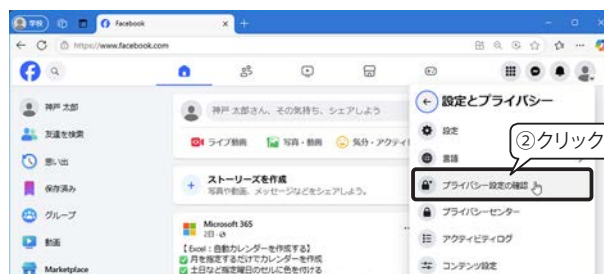 学校
Facebook
https://www.facebook.com
神戸 太郎
友達を検索
思い出
保存済み
グループ
動画
Marketplace
神戸 太郎さん、その気持ち、シェアしよう
ライブ動画
写真・動画
気分・アクティ
ストーリーズを作成
写真や動画、メッセージなどをシェアしよう。
Microsoft 365
2日
【Excel：自動カレンダーを作成する】
月を指定するだけでカレンダーを作成
土日など指定曜日のセルに色を付ける
設定とプライバシー
設定
言語
②クリック
プライバシー設定の確認
プライバシーセンター
アクティビティログ
コンテンツ設定